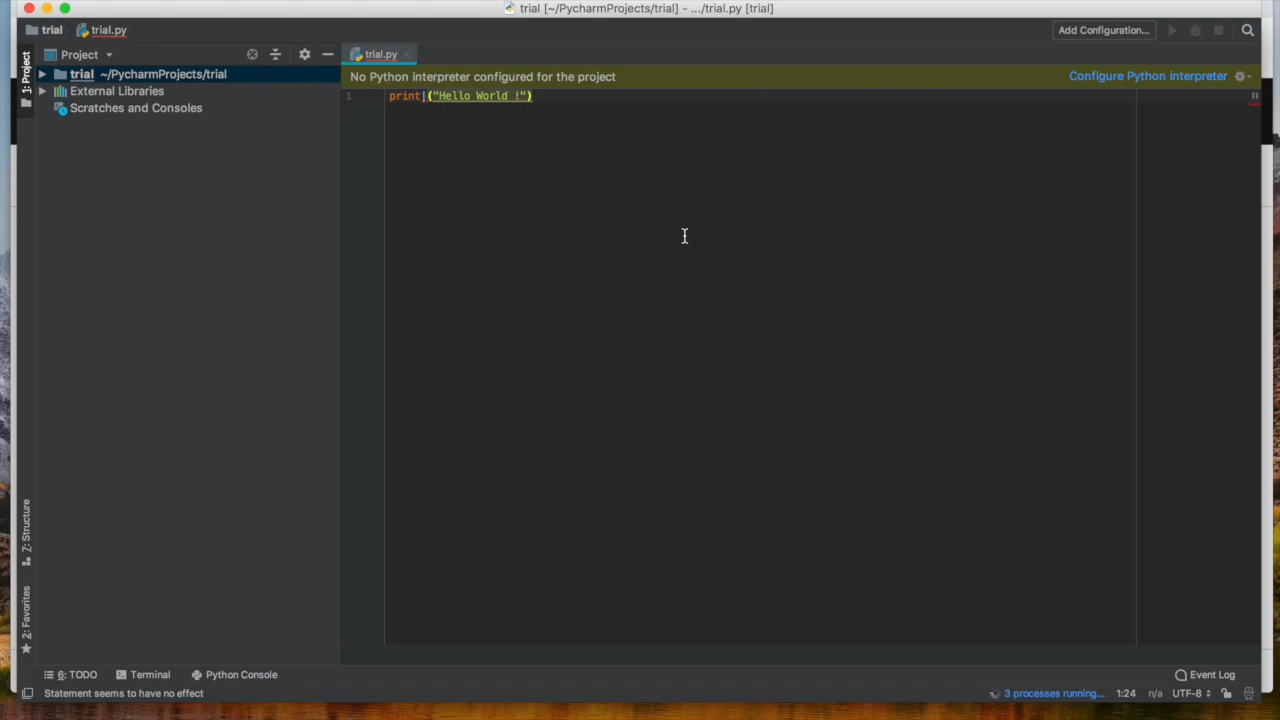 trial [~/PycharmProjects/trial] - .../trial.py [trial]
trial trial.py Add Configuration...
1: Project
Project
trial.py
trial ~/PycharmProjects/trial
No Python interpreter configured for the project Configure Python interpreter
External Libraries
1 print("Hello World !")
Scratches and Consoles
Z: Structure
2: Favorites
6: TODO Terminal Python Console Event Log
Statement seems to have no effect 3 processes running... 1:24 n/a UTF-8